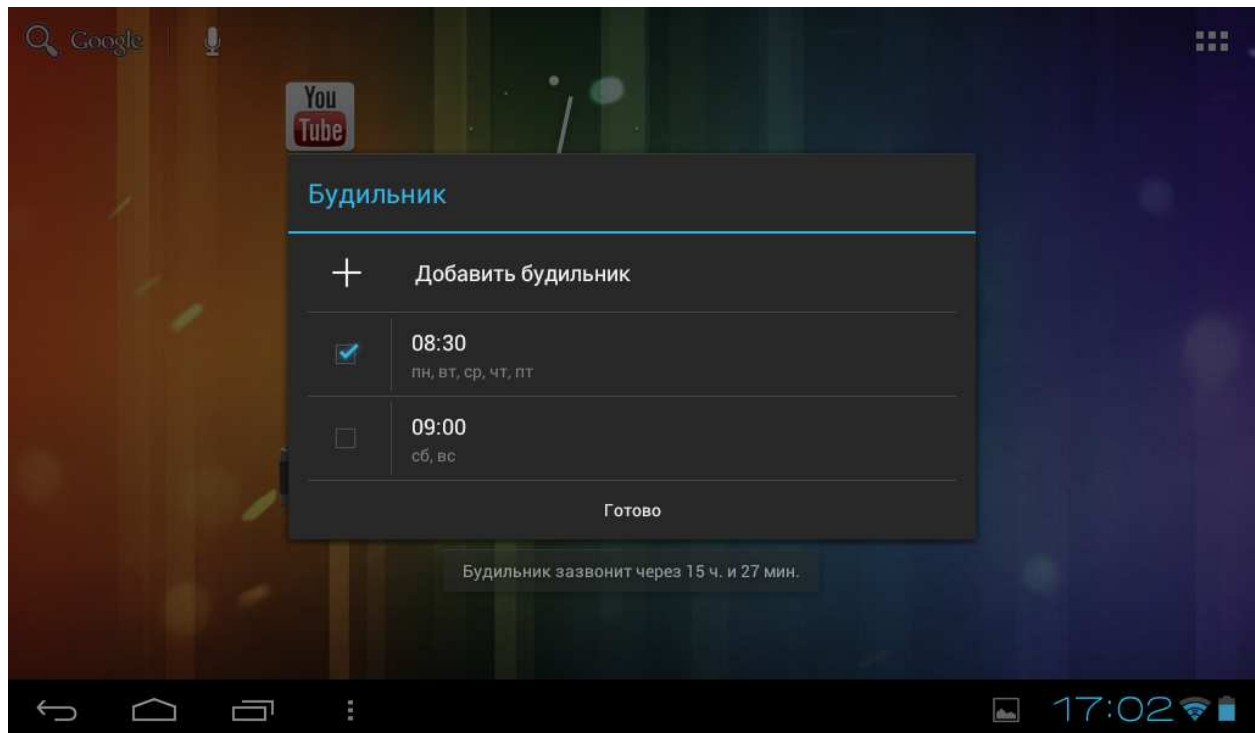 Google
You
Tube
Будильник
Добавить будильник
08:30
пн, вт, ср, чт, пт
09:00
сб, вс
Готово
Будильник зазвонит через 15 ч. и 27 мин.
17:02